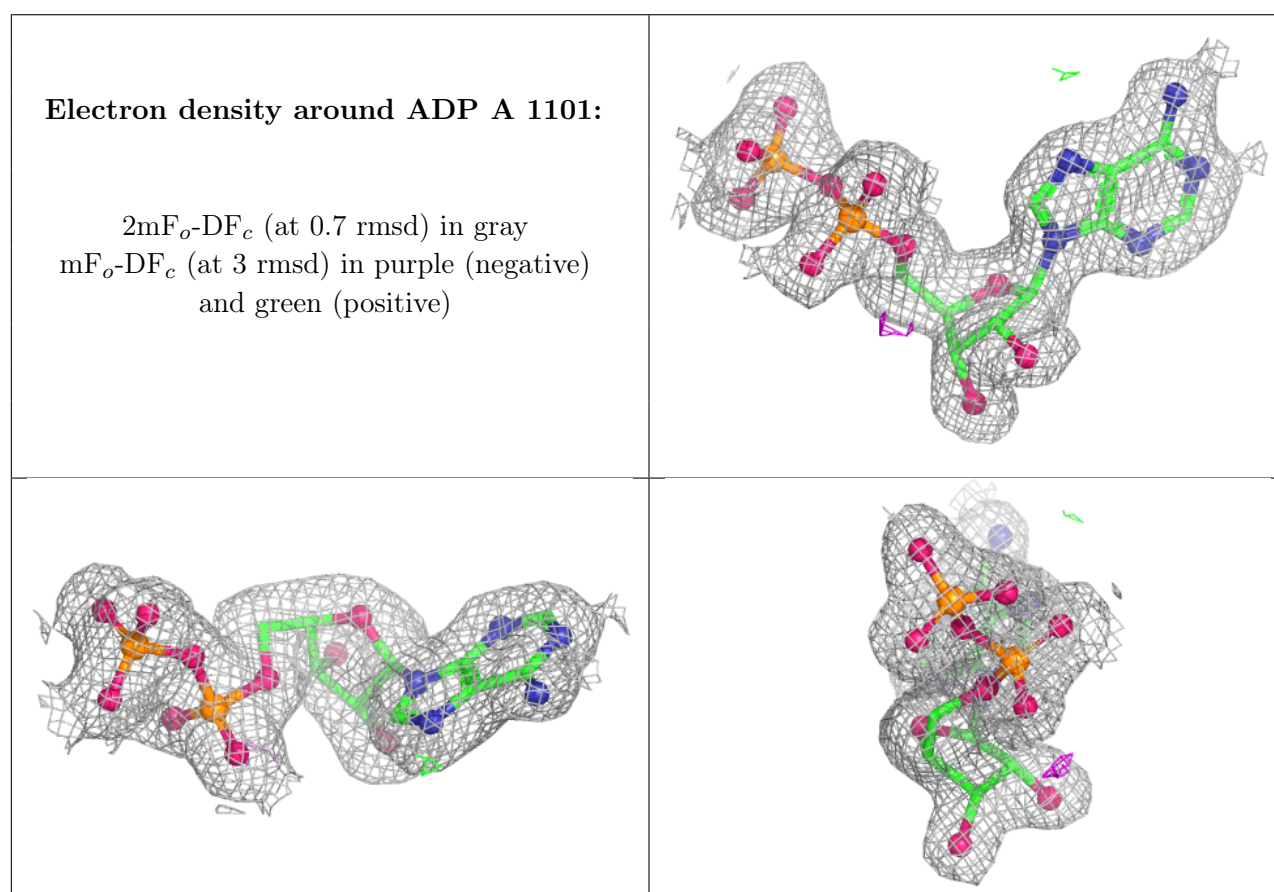 Electron density around ADP A 1101:
2mFₒ-DF𝒸 (at 0.7 rmsd) in gray
mFₒ-DF𝒸 (at 3 rmsd) in purple (negative)
and green (positive)